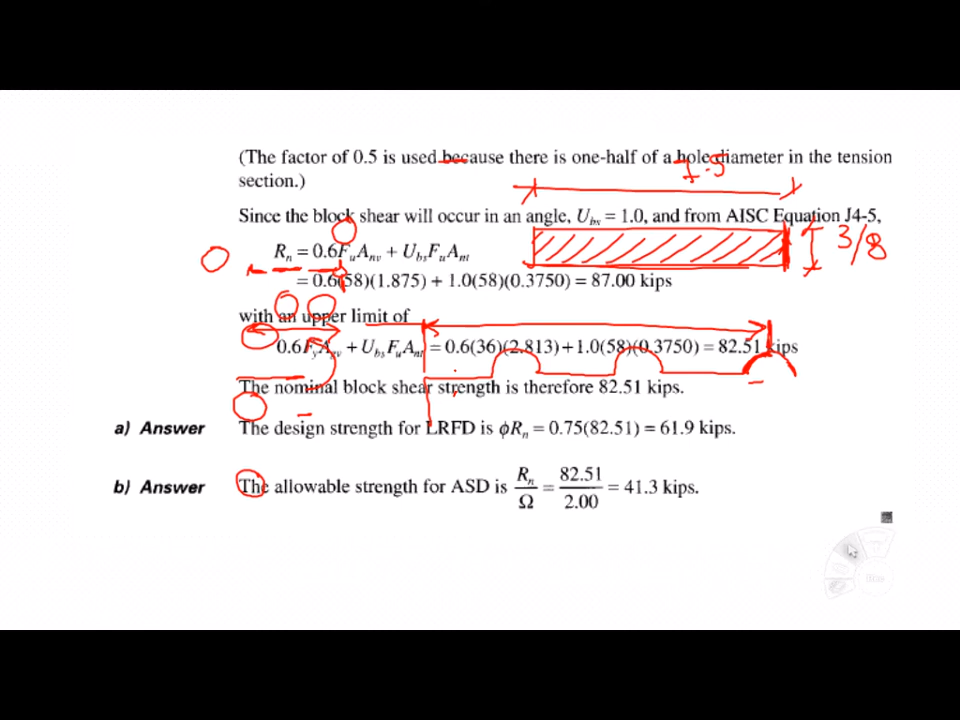 (The factor of 0.5 is used because there is one-half of a hole diameter in the tension
section.)
7.5
Since the block shear will occur in an angle, U_bs = 1.0, and from AISC Equation J4-5,
R_n = 0.6F_uA_nv + U_bsF_uA_nt
3/8
= 0.6(58)(1.875) + 1.0(58)(0.3750) = 87.00 kips
with an upper limit of
0.6F_yA_gv + U_bsF_uA_nt = 0.6(36)(2.813) + 1.0(58)(0.3750) = 82.51 kips
The nominal block shear strength is therefore 82.51 kips.
a) Answer The design strength for LRFD is ϕR_n = 0.75(82.51) = 61.9 kips.
b) Answer The allowable strength for ASD is R_n/Ω = 82.51/2.00 = 41.3 kips.